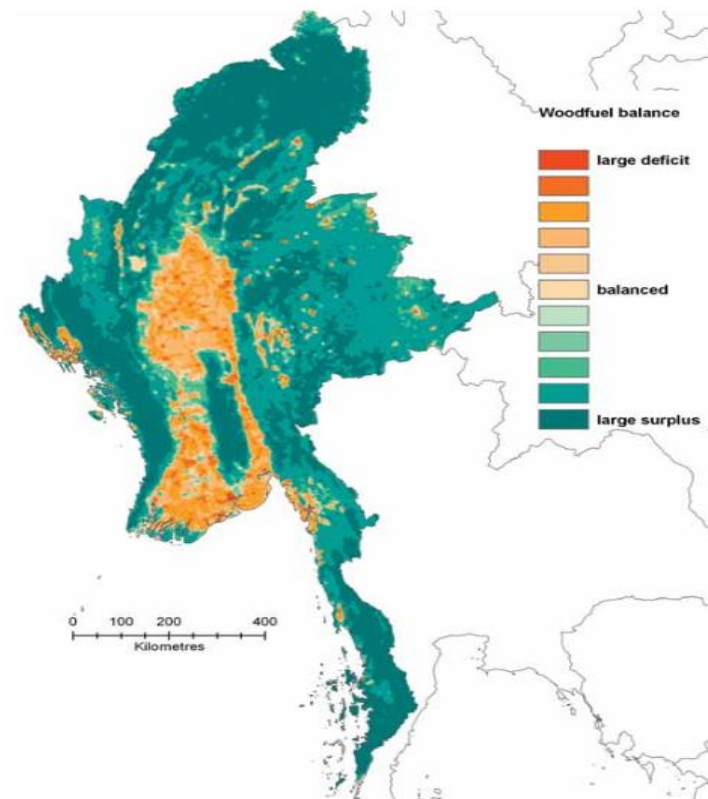 Woodfuel balance
large deficit
balanced
large surplus
0 100 200 400
Kilometres